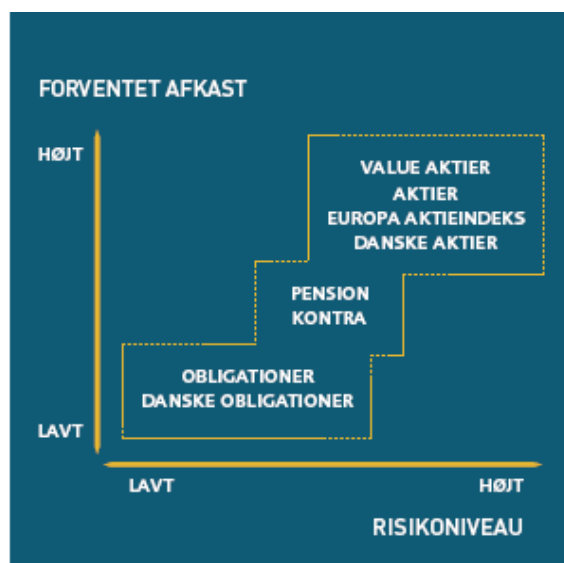 FORVENTET AFKAST
HØJT
VALUE AKTIER
AKTIER
EUROPA AKTIEINDEKS
DANSKE AKTIER
PENSION
KONTRA
OBLIGATIONER
DANSKE OBLIGATIONER
LAVT
LAVT
HØJT
RISIKONIVEAU